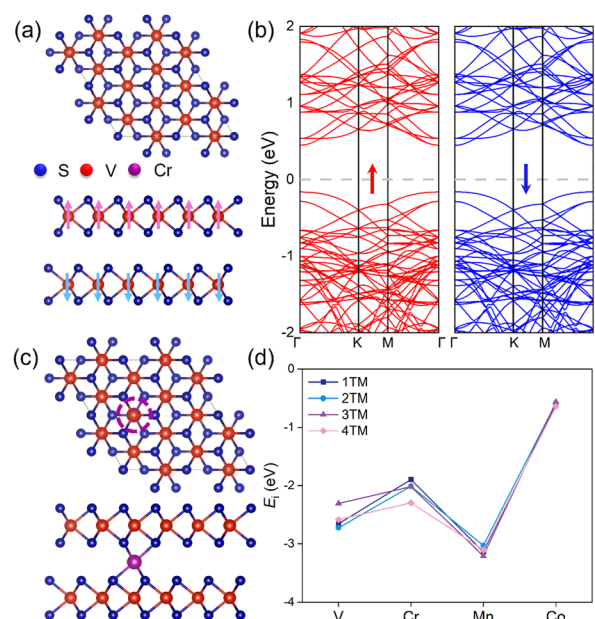 (a)
S V Cr
(b)
Energy (eV)
2
1
0
-1
-2
Γ K M Γ Γ K M
(c)
(d)
0
-1
-2
-3
-4
Ei (eV)
1TM
2TM
3TM
4TM
V Cr Mn Co